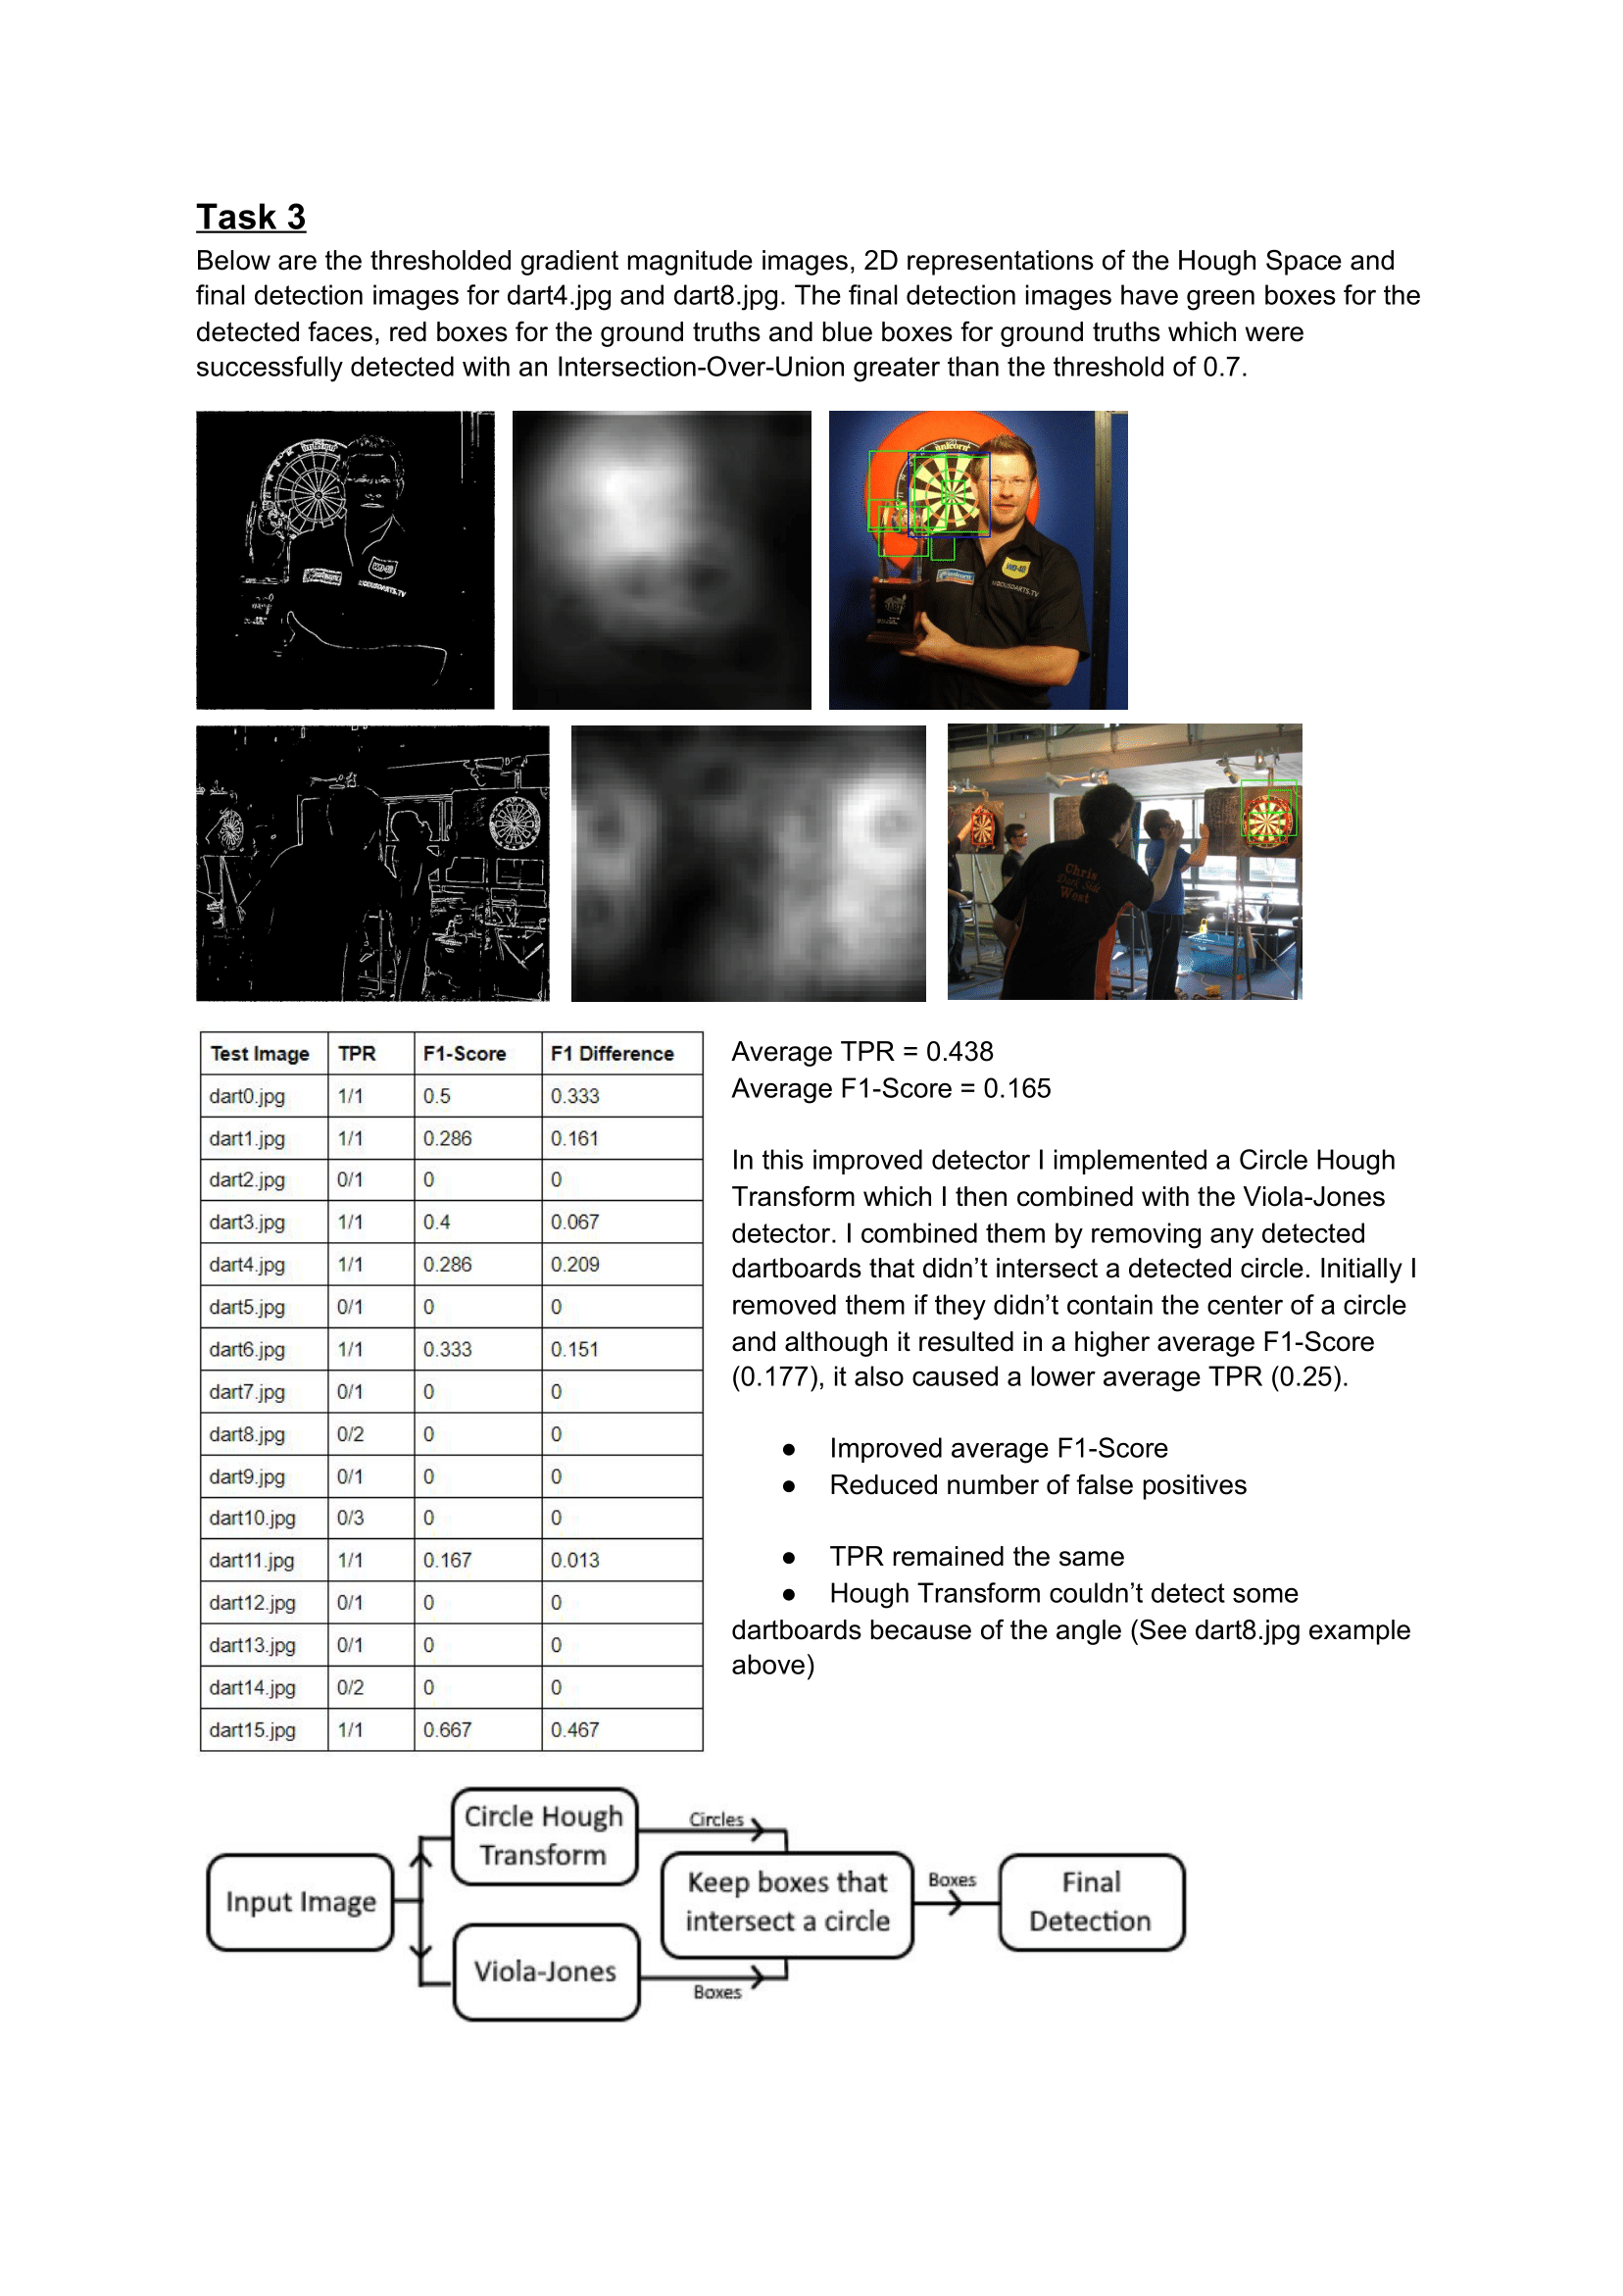 Task 3
Below are the thresholded gradient magnitude images, 2D representations of the Hough Space and
final detection images for dart4.jpg and dart8.jpg. The final detection images have green boxes for the
detected faces, red boxes for the ground truths and blue boxes for ground truths which were
successfully detected with an Intersection-Over-Union greater than the threshold of 0.7.
unicorn
WD-40
MODUSDARTS.TV
Chris
Dark Side
West
Test Image TPR F1-Score F1 Difference
dart0.jpg 1/1 0.5 0.333
dart1.jpg 1/1 0.286 0.161
dart2.jpg 0/1 0 0
dart3.jpg 1/1 0.4 0.067
dart4.jpg 1/1 0.286 0.209
dart5.jpg 0/1 0 0
dart6.jpg 1/1 0.333 0.151
dart7.jpg 0/1 0 0
dart8.jpg 0/2 0 0
dart9.jpg 0/1 0 0
dart10.jpg 0/3 0 0
dart11.jpg 1/1 0.167 0.013
dart12.jpg 0/1 0 0
dart13.jpg 0/1 0 0
dart14.jpg 0/2 0 0
dart15.jpg 1/1 0.667 0.467
Average TPR = 0.438
Average F1-Score = 0.165
In this improved detector I implemented a Circle Hough
Transform which I then combined with the Viola-Jones
detector. I combined them by removing any detected
dartboards that didn't intersect a detected circle. Initially I
removed them if they didn't contain the center of a circle
and although it resulted in a higher average F1-Score
(0.177), it also caused a lower average TPR (0.25).
● Improved average F1-Score
● Reduced number of false positives
● TPR remained the same
● Hough Transform couldn't detect some
dartboards because of the angle (See dart8.jpg example
above)
Input Image
Circle Hough
Transform
Viola-Jones
Circles
Boxes
Keep boxes that
intersect a circle
Boxes
Final
Detection